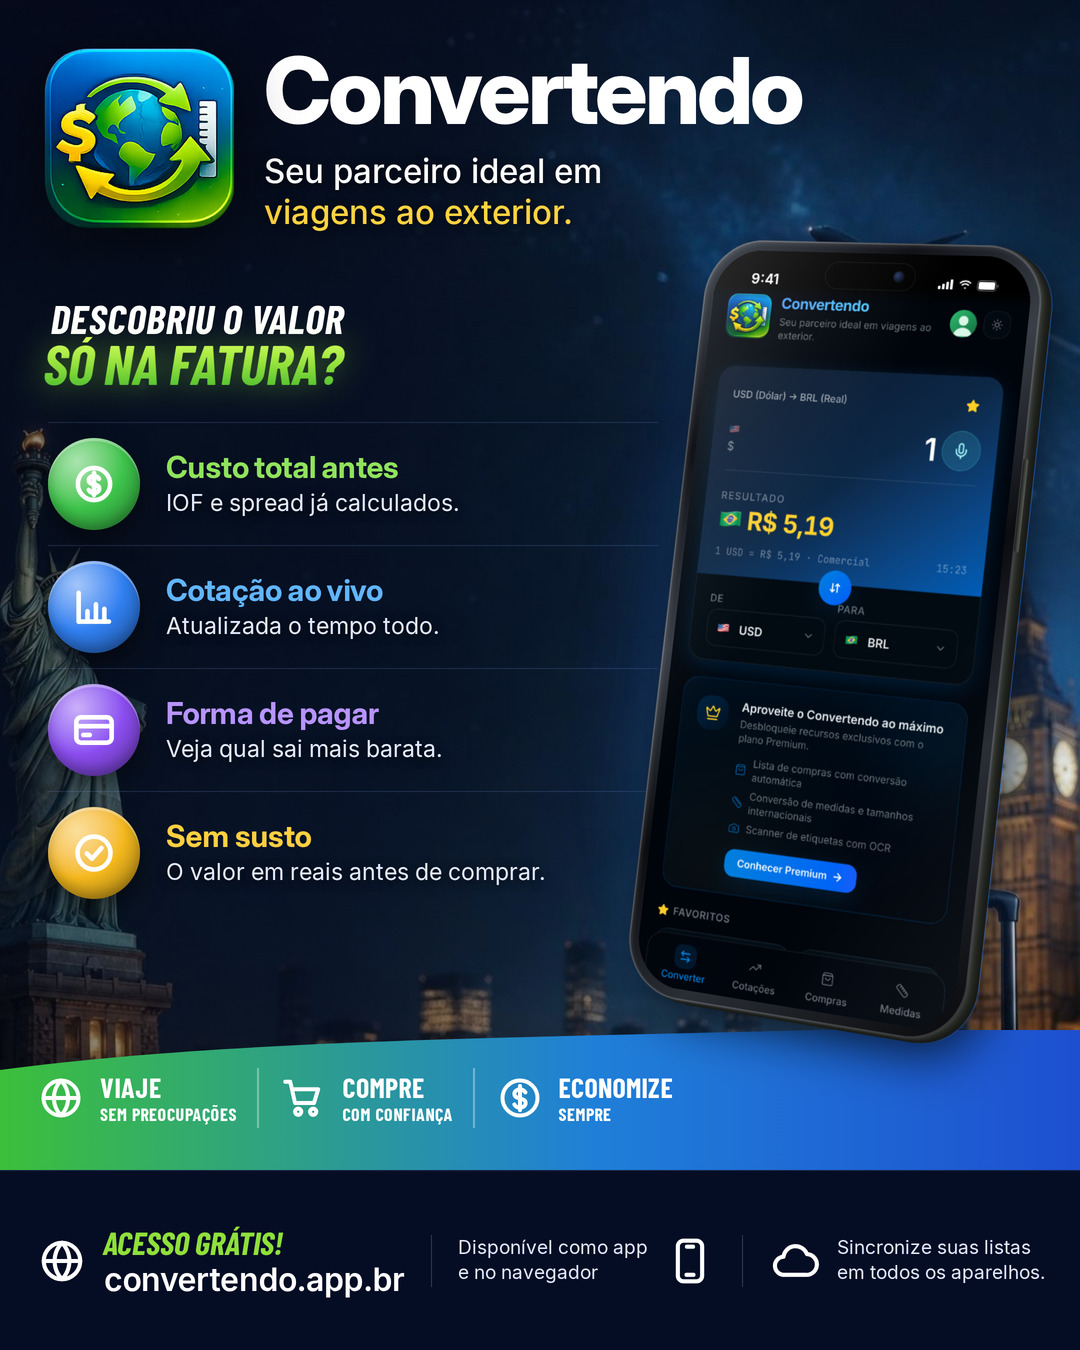 Convertendo
Seu parceiro ideal em
viagens ao exterior.
DESCOBRIU O VALOR
SÓ NA FATURA?
Custo total antes
IOF e spread já calculados.
Cotação ao vivo
Atualizada o tempo todo.
Forma de pagar
Veja qual sai mais barata.
Sem susto
O valor em reais antes de comprar.
9:41
Convertendo
Seu parceiro ideal em viagens ao
exterior.
USD (Dólar) → BRL (Real)
$
1
RESULTADO
R$ 5,19
1 USD = R$ 5,19 · Comercial
15:23
DE
PARA
USD
BRL
Aproveite o Convertendo ao máximo
Desbloqueie recursos exclusivos com o
plano Premium.
Lista de compras com conversão
automática
Conversão de medidas e tamanhos
internacionais
Scanner de etiquetas com OCR
Conhecer Premium →
FAVORITOS
Converter
Cotações
Compras
Medidas
VIAJE
SEM PREOCUPAÇÕES
COMPRE
COM CONFIANÇA
ECONOMIZE
SEMPRE
ACESSO GRÁTIS!
convertendo.app.br
Disponível como app
e no navegador
Sincronize suas listas
em todos os aparelhos.